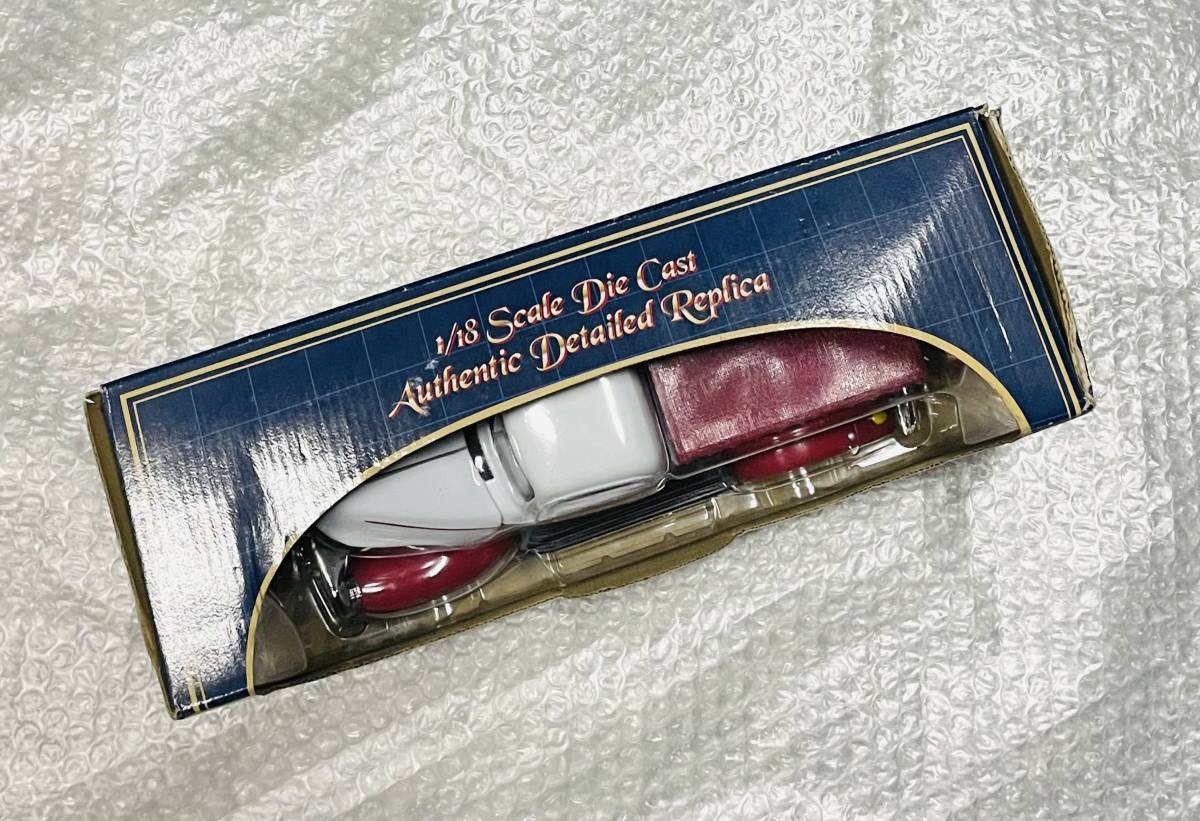 1/18 Scale Die Cast
Authentic Detailed Replica